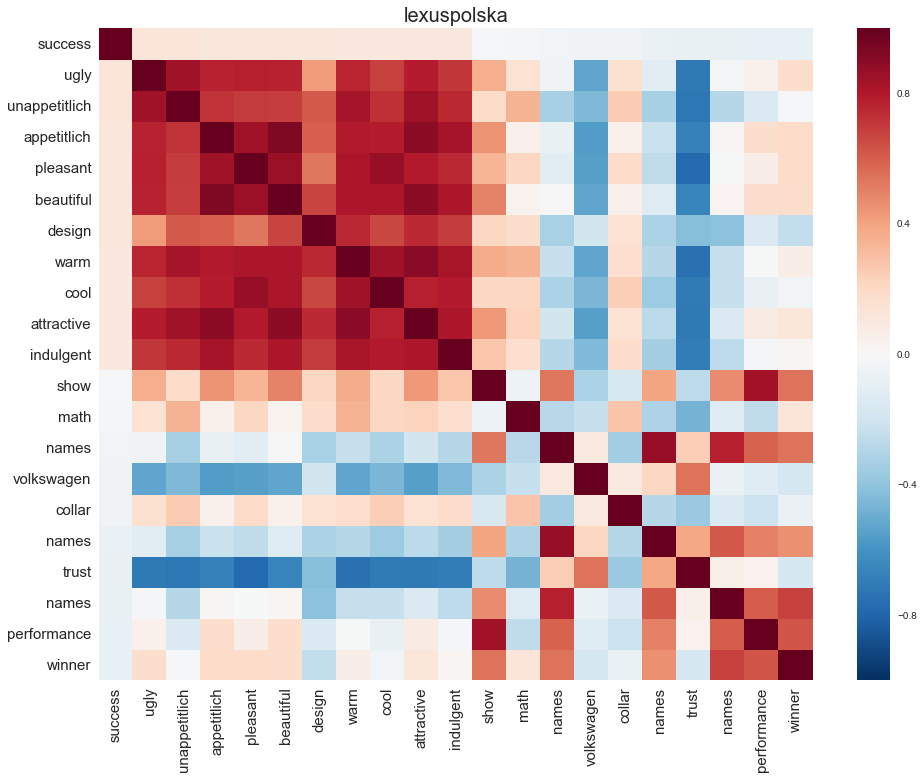 lexuspolska
success
ugly
unappetitlich
appetitlich
pleasant
beautiful
design
warm
cool
attractive
indulgent
show
math
names
volkswagen
collar
names
trust
names
performance
winner
success
ugly
unappetitlich
appetitlich
pleasant
beautiful
design
warm
cool
attractive
indulgent
show
math
names
volkswagen
collar
names
trust
names
performance
winner
0.8
0.4
0.0
−0.4
−0.8